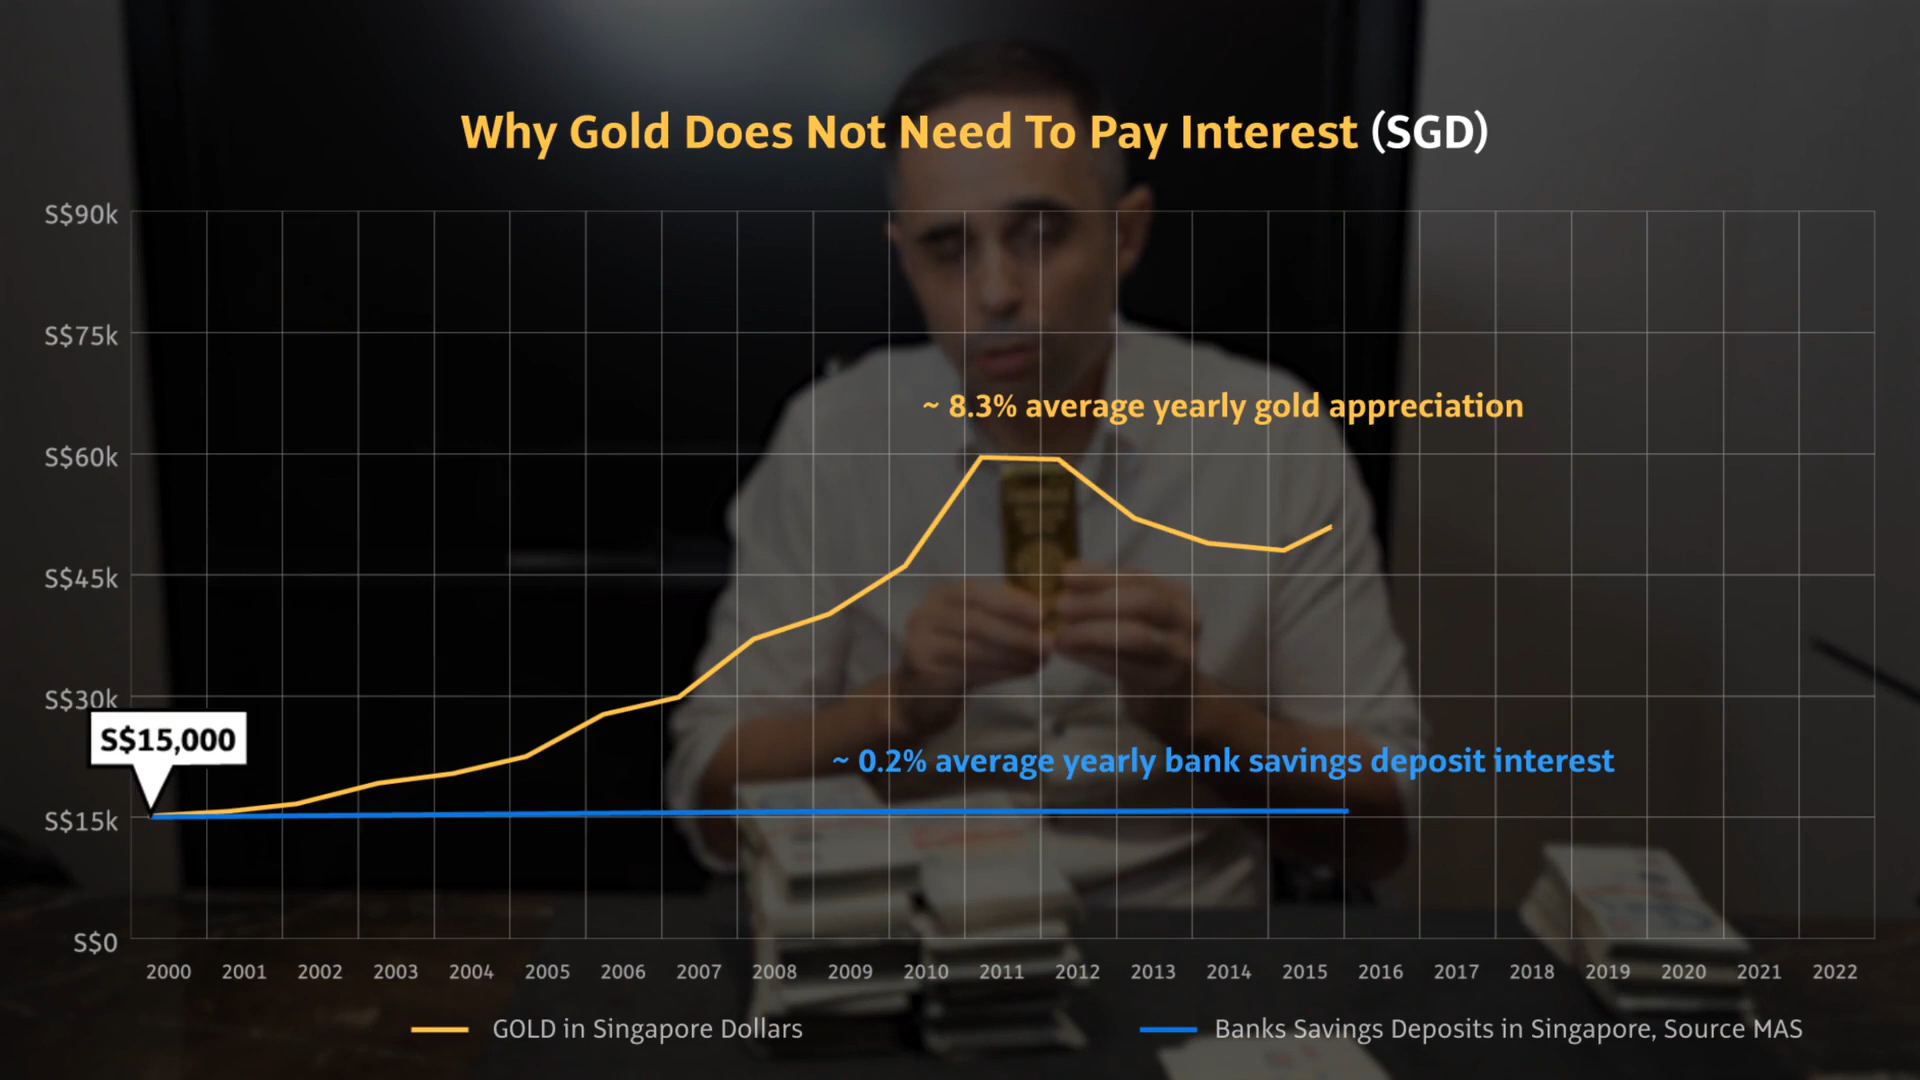 Why Gold Does Not Need To Pay Interest (SGD)
S$90k
S$75k
~ 8.3% average yearly gold appreciation
S$60k
S$45k
S$30k
S$15,000
~ 0.2% average yearly bank savings deposit interest
S$15k
S$0
2000 2001 2002 2003 2004 2005 2006 2007 2008 2009 2010 2011 2012 2013 2014 2015 2016 2017 2018 2019 2020 2021 2022
GOLD in Singapore Dollars
Banks Savings Deposits in Singapore, Source MAS